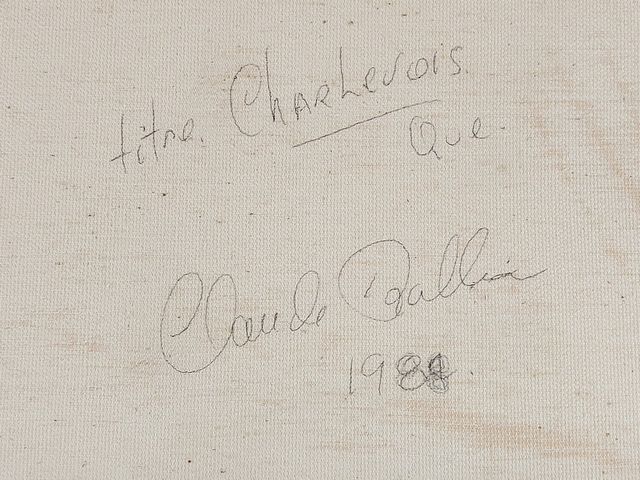 titre. Charlevois.
Que.
Claude
1988.